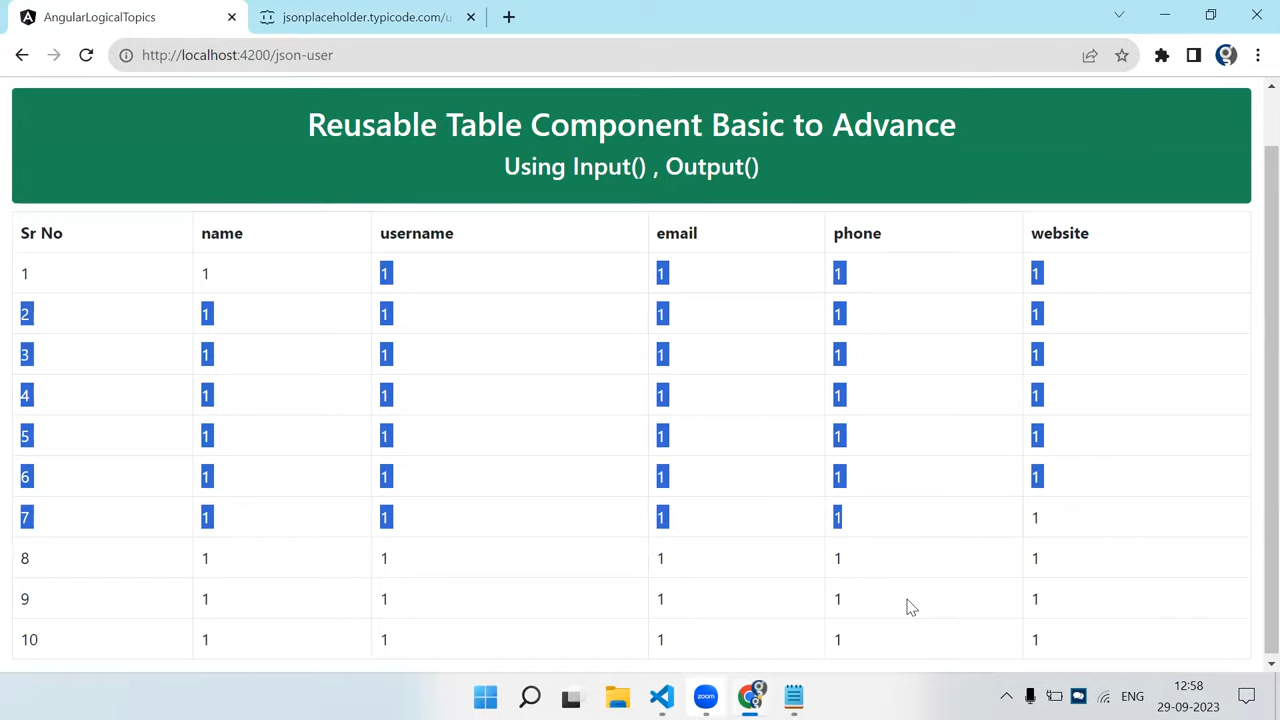 AngularLogicalTopics
jsonplaceholder.typicode.com/u
http://localhost:4200/json-user
Reusable Table Component Basic to Advance
Using Input() , Output()
Sr No name username email phone website
1 1 1 1 1 1
2 1 1 1 1 1
3 1 1 1 1 1
4 1 1 1 1 1
5 1 1 1 1 1
6 1 1 1 1 1
7 1 1 1 1 1
8 1 1 1 1 1
9 1 1 1 1 1
10 1 1 1 1 1
zoom
ENG
12:58
29-09-2023